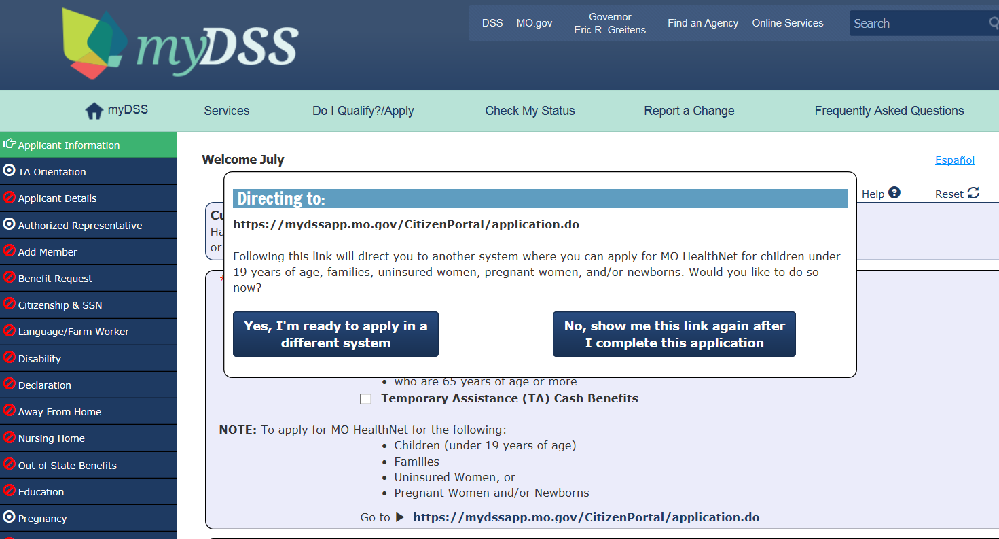 myDSS
DSS
MO.gov
Governor
Eric R. Greitens
Find an Agency
Online Services
Search
myDSS
Services
Do I Qualify?/Apply
Check My Status
Report a Change
Frequently Asked Questions
Applicant Information
TA Orientation
Applicant Details
Authorized Representative
Add Member
Benefit Request
Citizenship & SSN
Language/Farm Worker
Disability
Declaration
Away From Home
Nursing Home
Out of State Benefits
Education
Pregnancy
Welcome July
Español
Help ?
Reset
Cu
Ha
or
*
Directing to:
https://mydssapp.mo.gov/CitizenPortal/application.do
Following this link will direct you to another system where you can apply for MO HealthNet for children under
19 years of age, families, uninsured women, pregnant women, and/or newborns. Would you like to do so
now?
Yes, I'm ready to apply in a
different system
No, show me this link again after
I complete this application
• who are 65 years of age or more
Temporary Assistance (TA) Cash Benefits
NOTE: To apply for MO HealthNet for the following:
• Children (under 19 years of age)
• Families
• Uninsured Women, or
• Pregnant Women and/or Newborns
Go to ► https://mydssapp.mo.gov/CitizenPortal/application.do